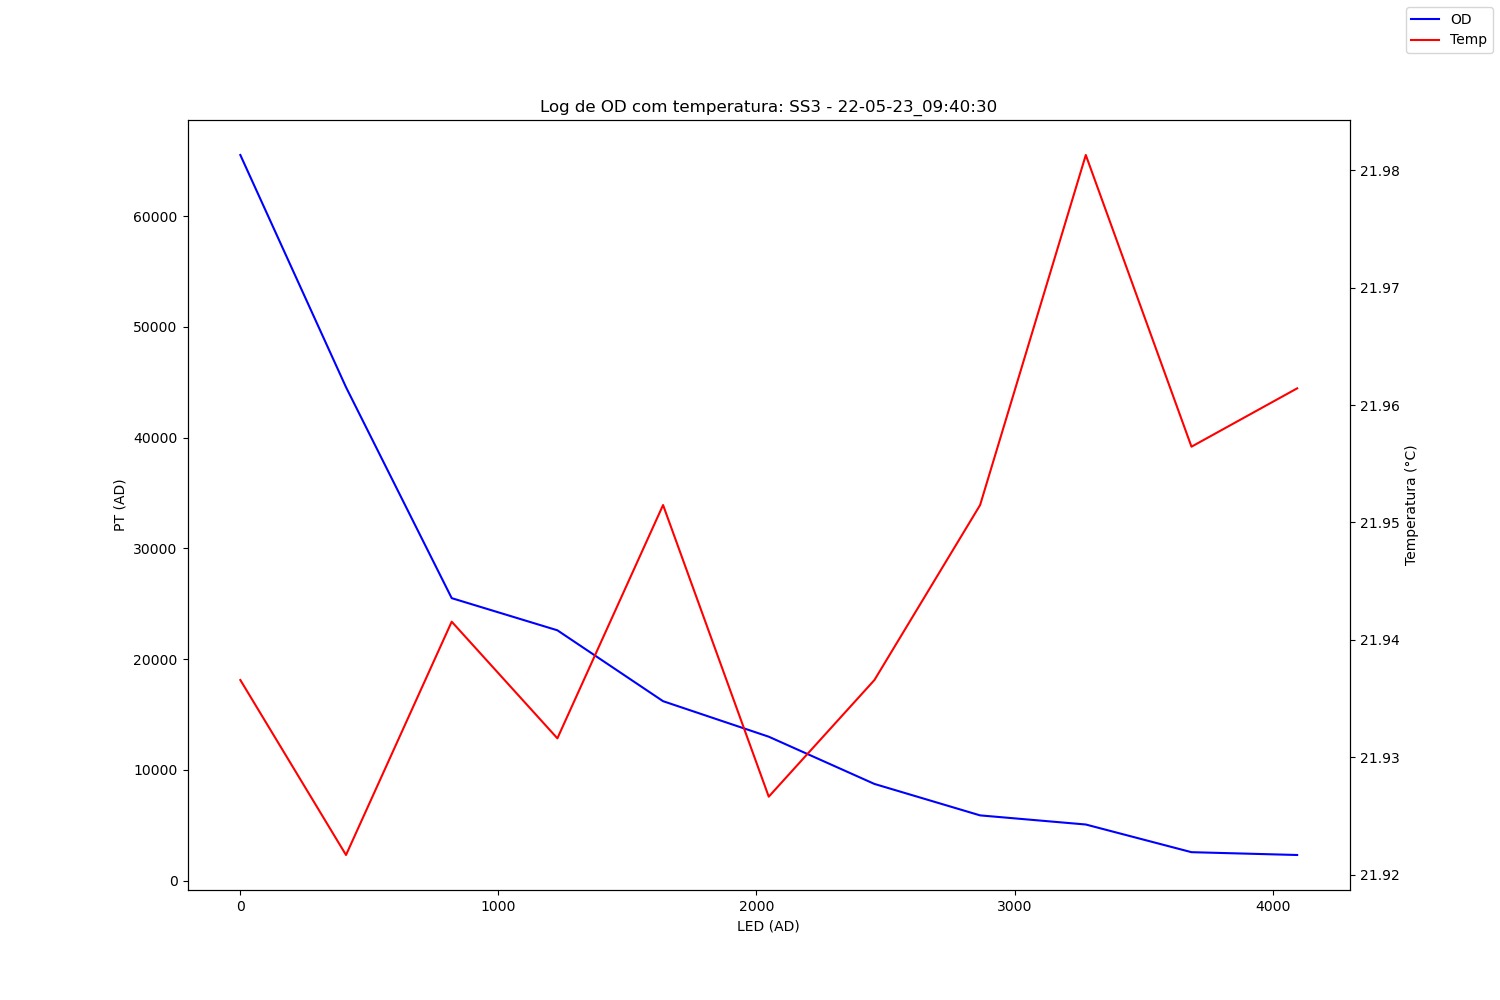 OD
Temp
Log de OD com temperatura: SS3 - 22-05-23_09:40:30
60000
50000
40000
30000
20000
10000
0
PT (AD)
21.98
21.97
21.96
21.95
21.94
21.93
21.92
Temperatura (°C)
0 1000 2000 3000 4000
LED (AD)